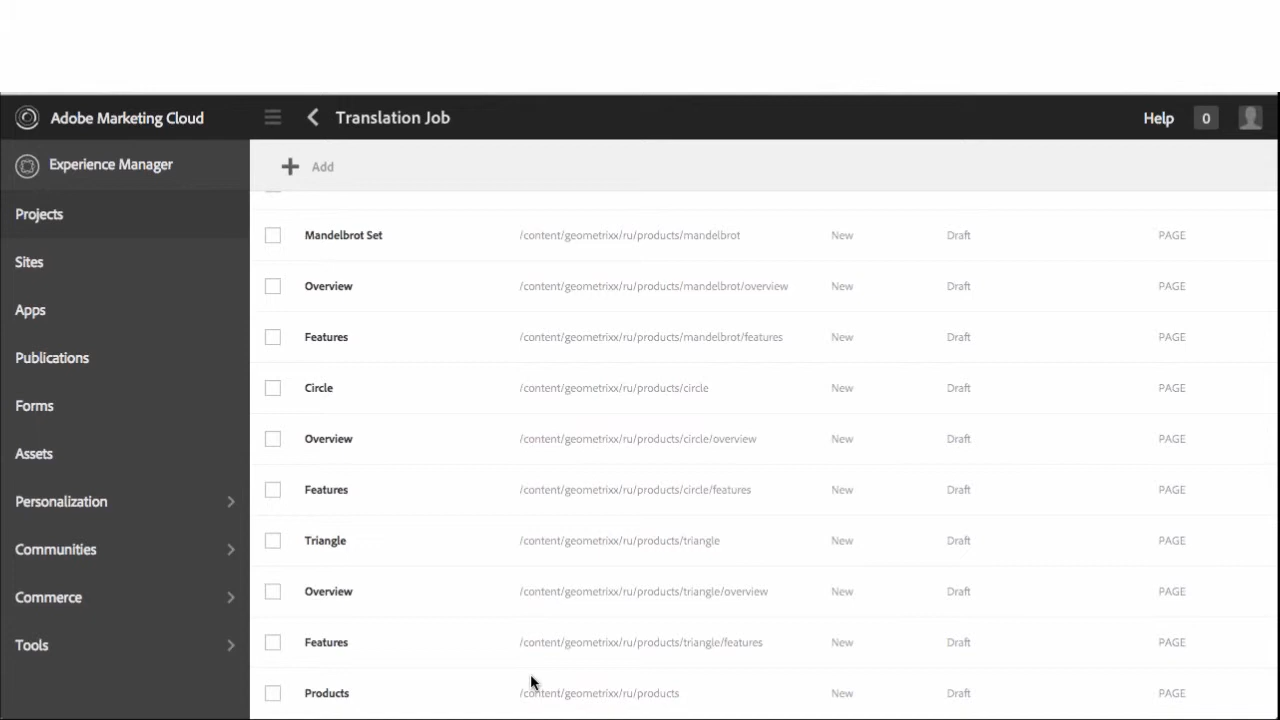 Adobe Marketing Cloud
Translation Job
Help
0
Experience Manager
Add
Projects
Sites
Apps
Publications
Forms
Assets
Personalization
Communities
Commerce
Tools
Mandelbrot Set /content/geometrixx/ru/products/mandelbrot New Draft PAGE
Overview /content/geometrixx/ru/products/mandelbrot/overview New Draft PAGE
Features /content/geometrixx/ru/products/mandelbrot/features New Draft PAGE
Circle /content/geometrixx/ru/products/circle New Draft PAGE
Overview /content/geometrixx/ru/products/circle/overview New Draft PAGE
Features /content/geometrixx/ru/products/circle/features New Draft PAGE
Triangle /content/geometrixx/ru/products/triangle New Draft PAGE
Overview /content/geometrixx/ru/products/triangle/overview New Draft PAGE
Features /content/geometrixx/ru/products/triangle/features New Draft PAGE
Products /content/geometrixx/ru/products New Draft PAGE